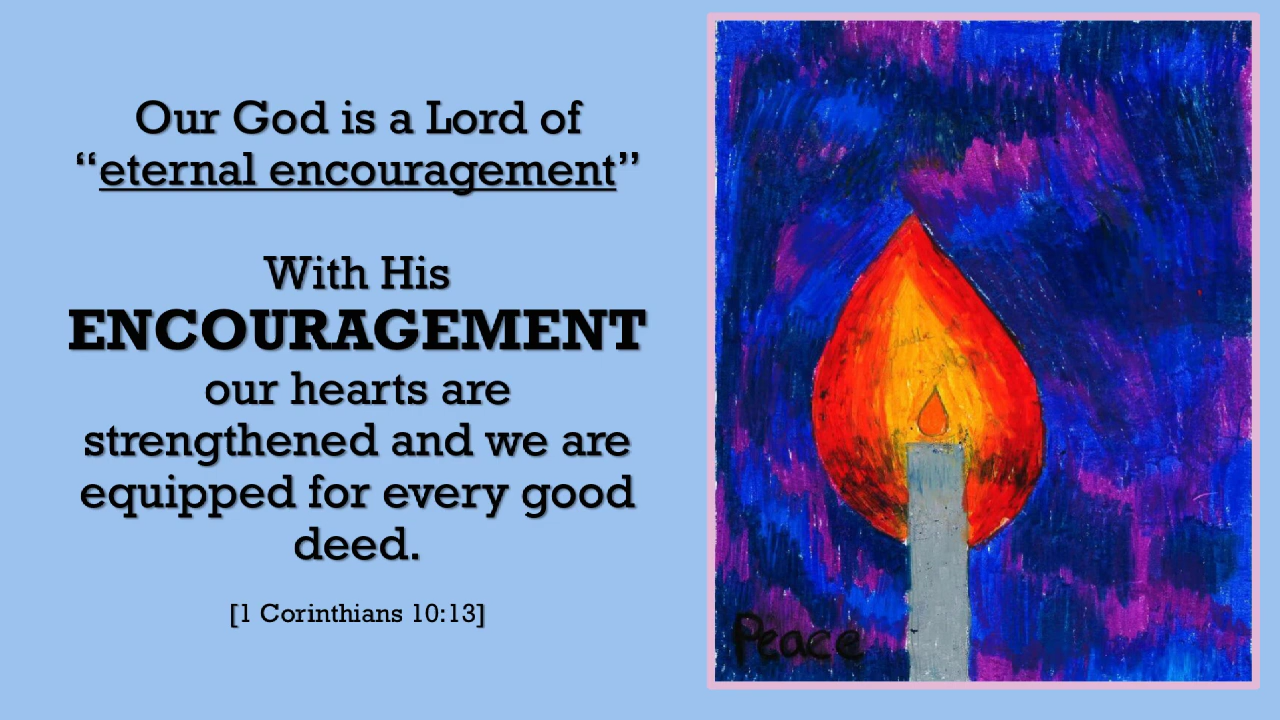 Our God is a Lord of
“eternal encouragement”
With His
ENCOURAGEMENT
our hearts are
strengthened and we are
equipped for every good
deed.
[1 Corinthians 10:13]
Peace